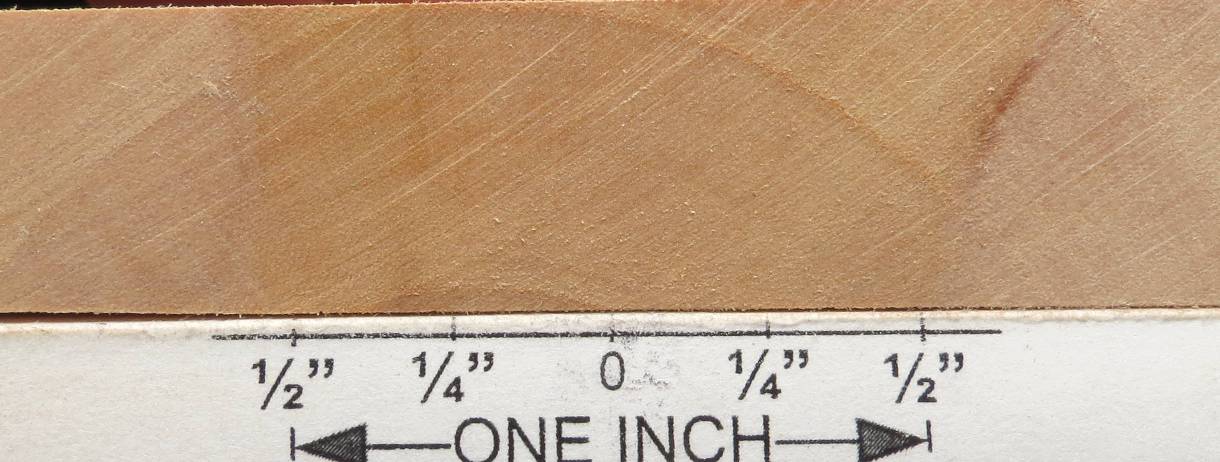 ½” ¼” 0 ¼” ½”
ONE INCH